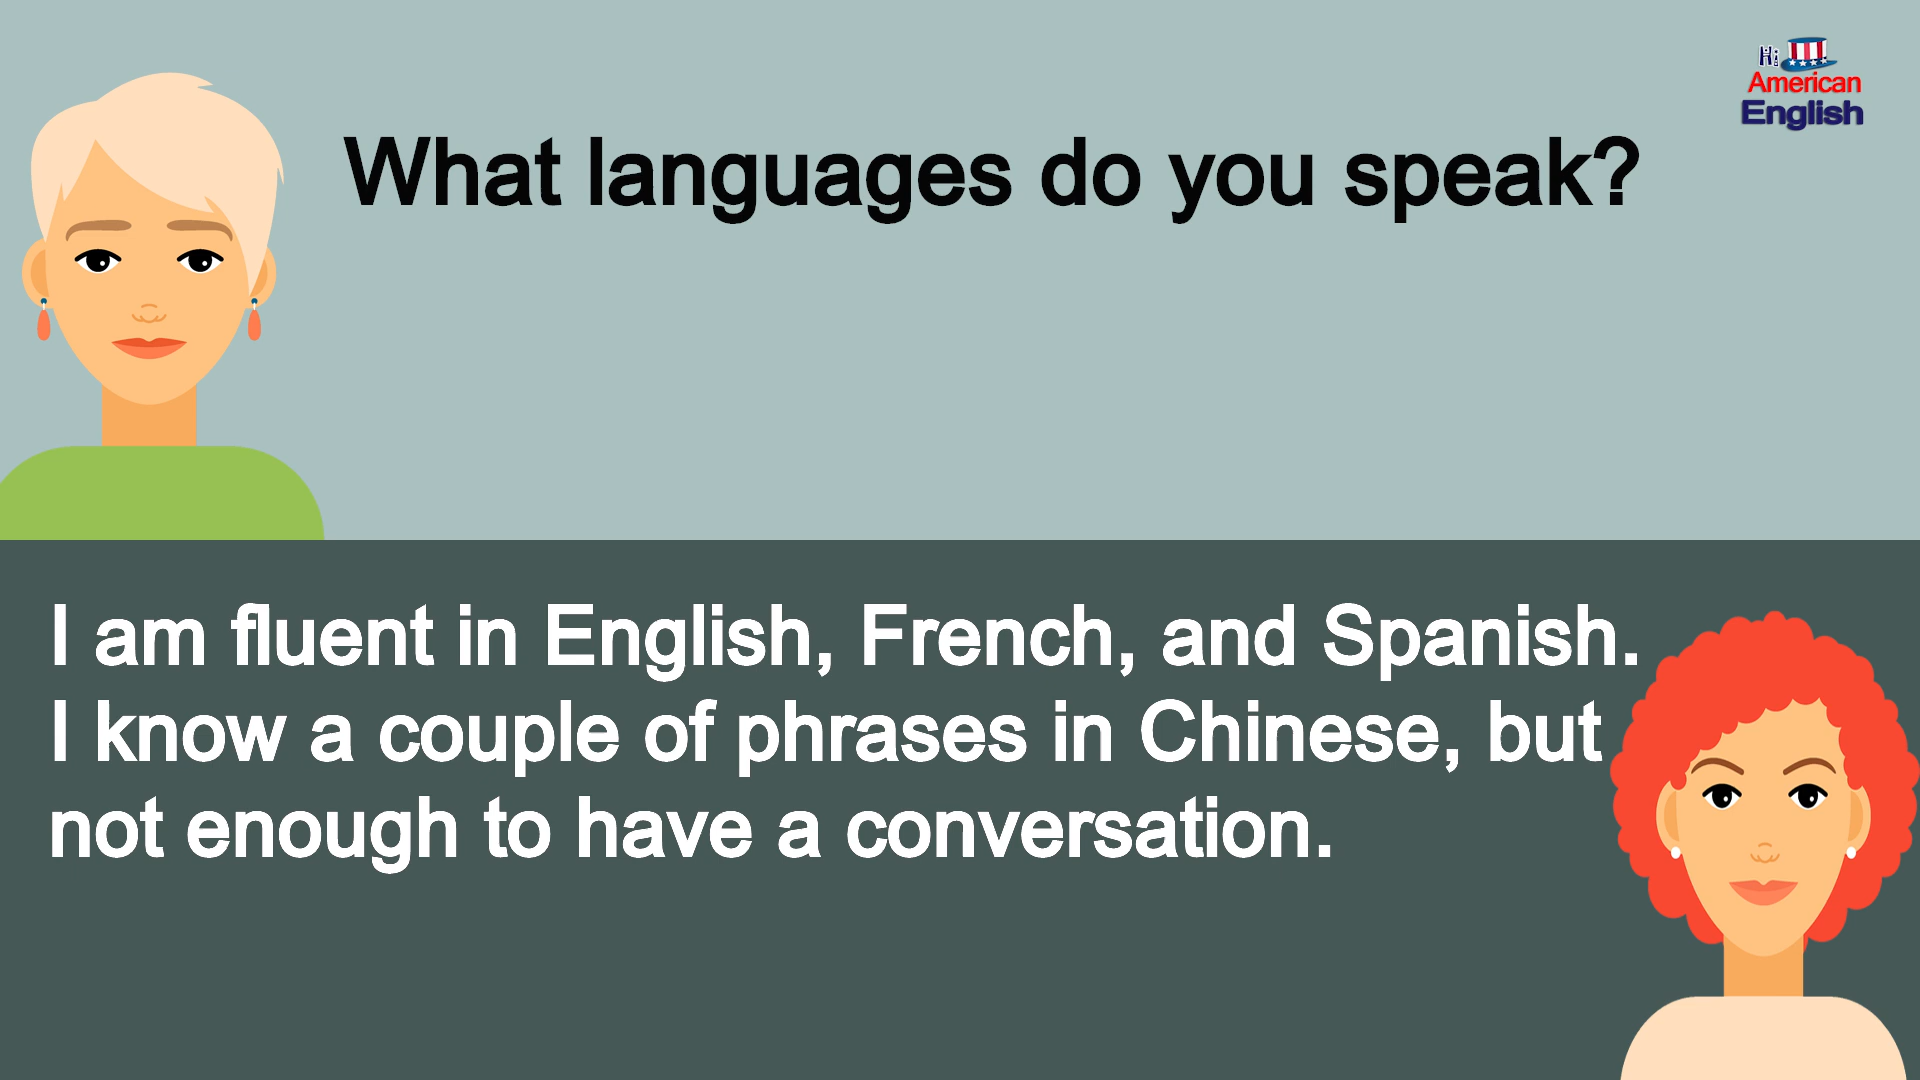 Hi
American
English
What languages do you speak?
I am fluent in English, French, and Spanish.
I know a couple of phrases in Chinese, but
not enough to have a conversation.